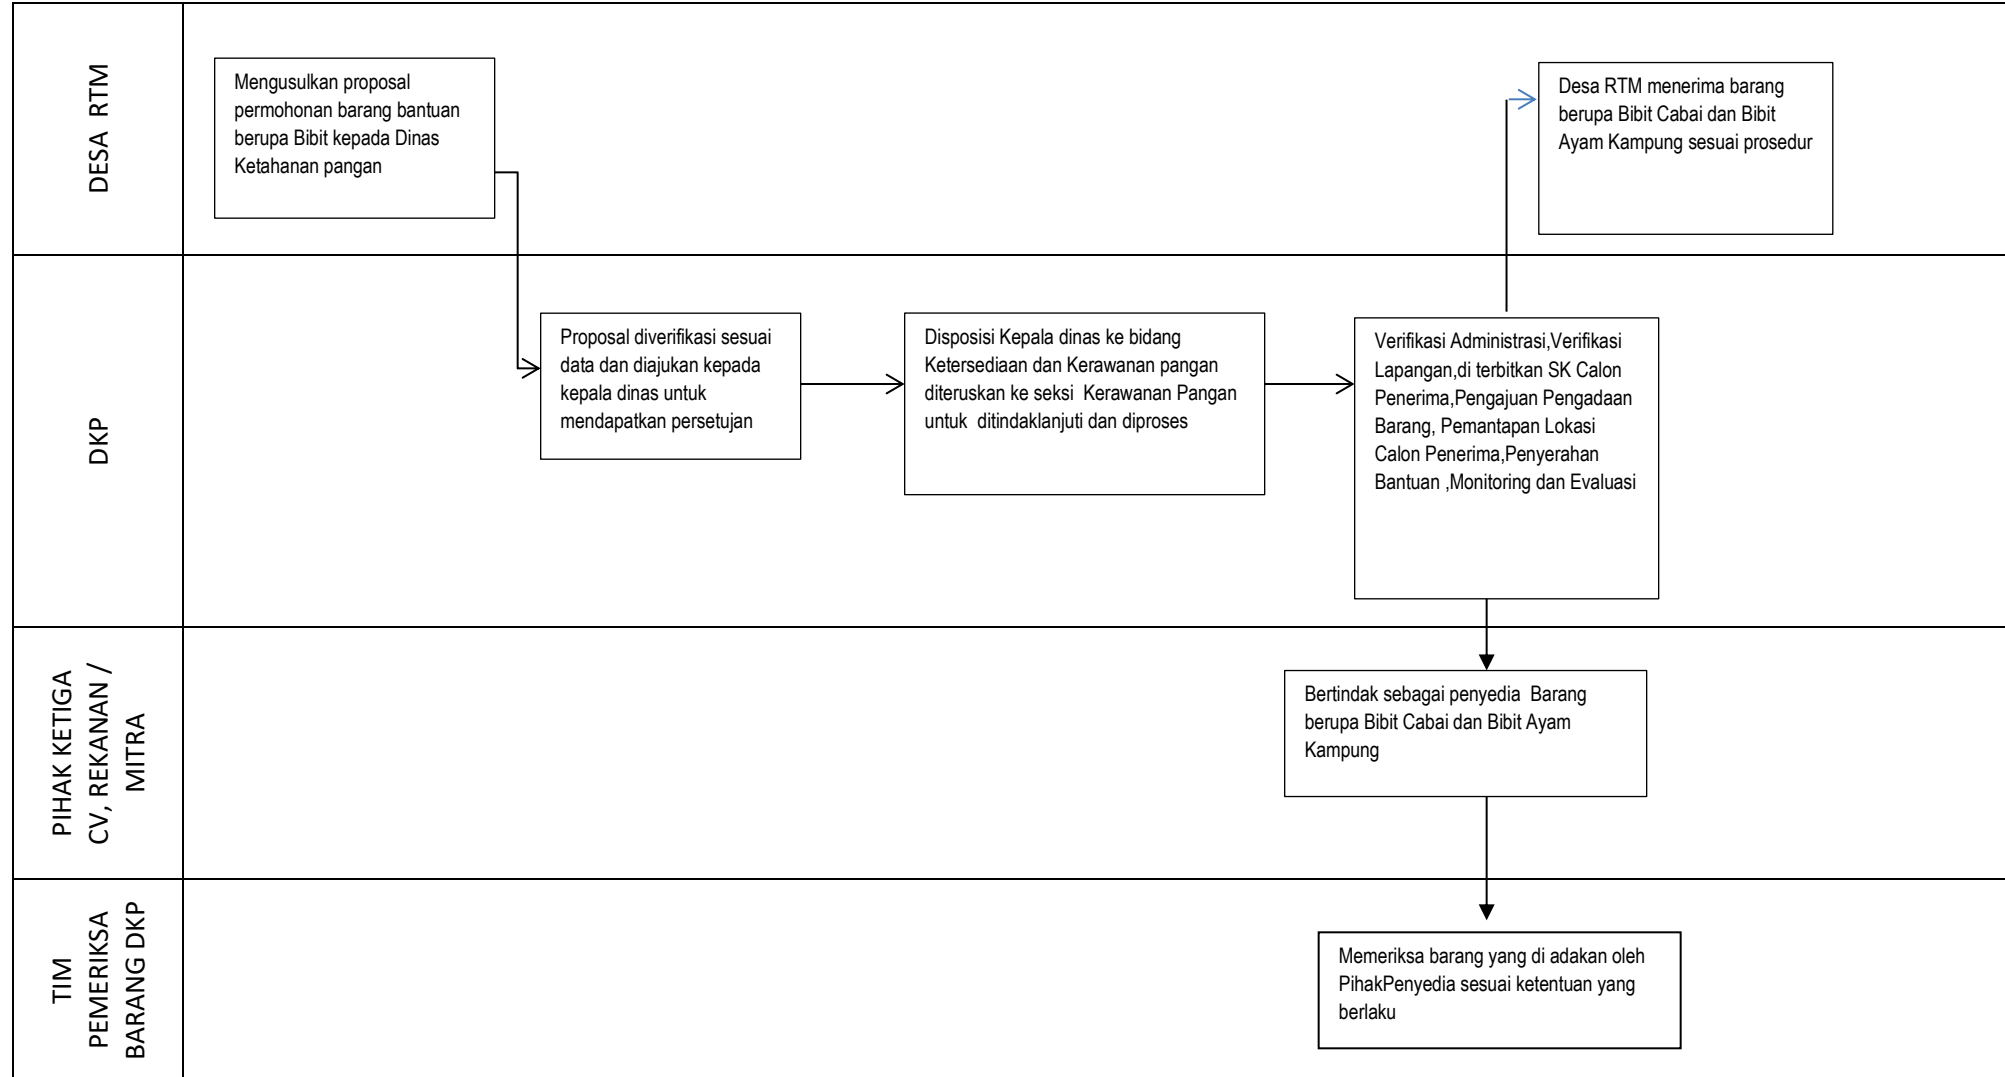 DESA RTM
Mengusulkan proposal
permohonan barang bantuan
berupa Bibit kepada Dinas
Ketahanan pangan
Desa RTM menerima barang
berupa Bibit Cabai dan Bibit
Ayam Kampung sesuai prosedur
DKP
Proposal diverifikasi sesuai
data dan diajukan kepada
kepala dinas untuk
mendapatkan persetujan
Disposisi Kepala dinas ke bidang
Ketersediaan dan Kerawanan pangan
diteruskan ke seksi Kerawanan Pangan
untuk ditindaklanjuti dan diproses
Verifikasi Administrasi,Verifikasi
Lapangan,di terbitkan SK Calon
Penerima,Pengajuan Pengadaan
Barang, Pemantapan Lokasi
Calon Penerima,Penyerahan
Bantuan ,Monitoring dan Evaluasi
PIHAK KETIGA
CV, REKANAN /
MITRA
Bertindak sebagai penyedia Barang
berupa Bibit Cabai dan Bibit Ayam
Kampung
TIM
PEMERIKSA
BARANG DKP
Memeriksa barang yang di adakan oleh
PihakPenyedia sesuai ketentuan yang
berlaku